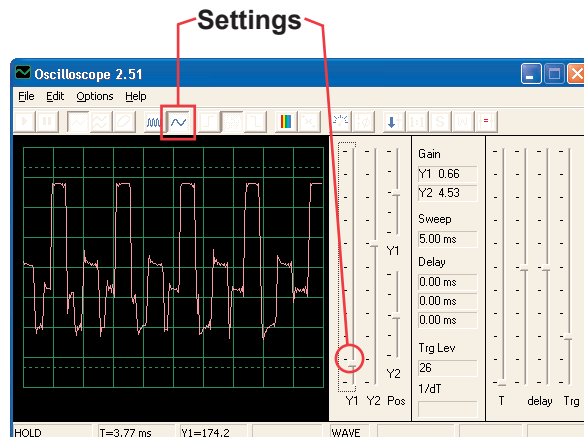 Settings
Oscilloscope 2.51
File Edit Options Help
Gain
Y1 0.66
Y2 4.53
Sweep
5.00 ms
Y1
Delay
0.00 ms
0.00 ms
0.00 ms
Trg Lev
26
Y2
1/dT
Y1 Y2 Pos T delay Trg
HOLD T=3.77 ms Y1=174.2 WAVE